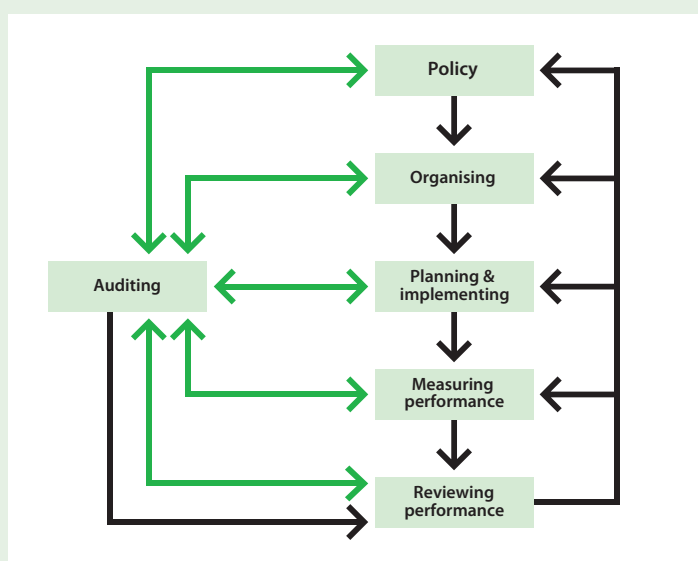 Policy
Organising
Auditing
Planning &
implementing
Measuring
performance
Reviewing
performance